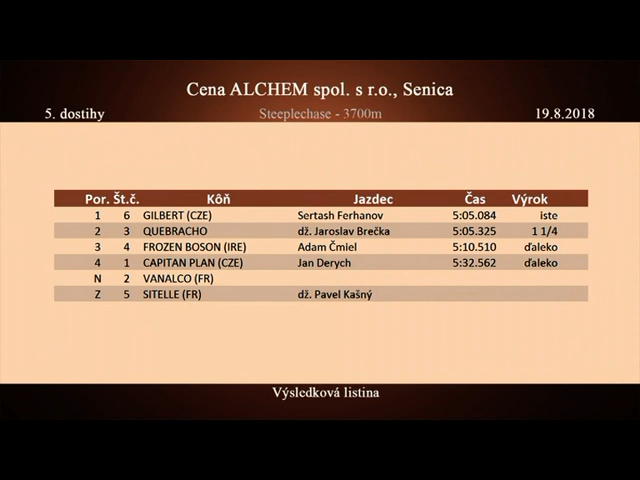 Cena ALCHEM spol. s r.o., Senica
5. dostihy Steeplechase - 3700m 19.8.2018
Por. Št.č. Kôň Jazdec Čas Výrok
1 6 GILBERT (CZE) Sertash Ferhanov 5:05.084 iste
2 3 QUEBRACHO dž. Jaroslav Brečka 5:05.325 1 1/4
3 4 FROZEN BOSON (IRE) Adam Čmiel 5:10.510 ďaleko
4 1 CAPITAN PLAN (CZE) Jan Derych 5:32.562 ďaleko
N 2 VANALCO (FR)
Z 5 SITELLE (FR) dž. Pavel Kašný
Výsledková listina